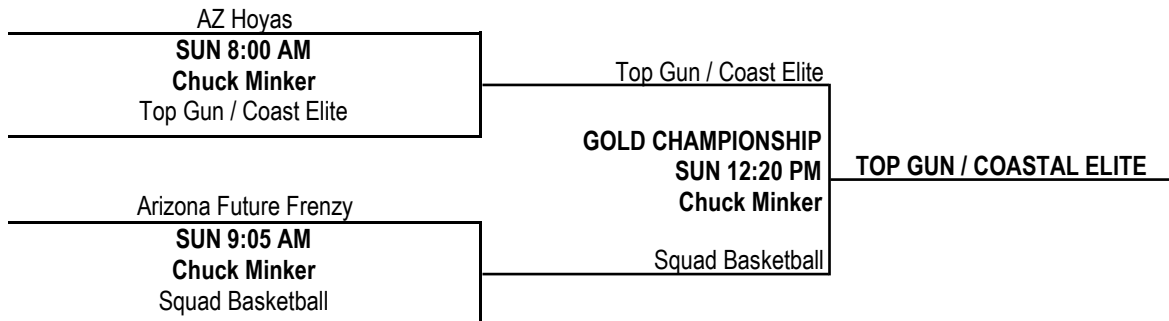 AZ Hoyas
SUN 8:00 AM
Chuck Minker
Top Gun / Coast Elite
Top Gun / Coast Elite
GOLD CHAMPIONSHIP
SUN 12:20 PM
Chuck Minker
TOP GUN / COASTAL ELITE
Arizona Future Frenzy
SUN 9:05 AM
Chuck Minker
Squad Basketball
Squad Basketball